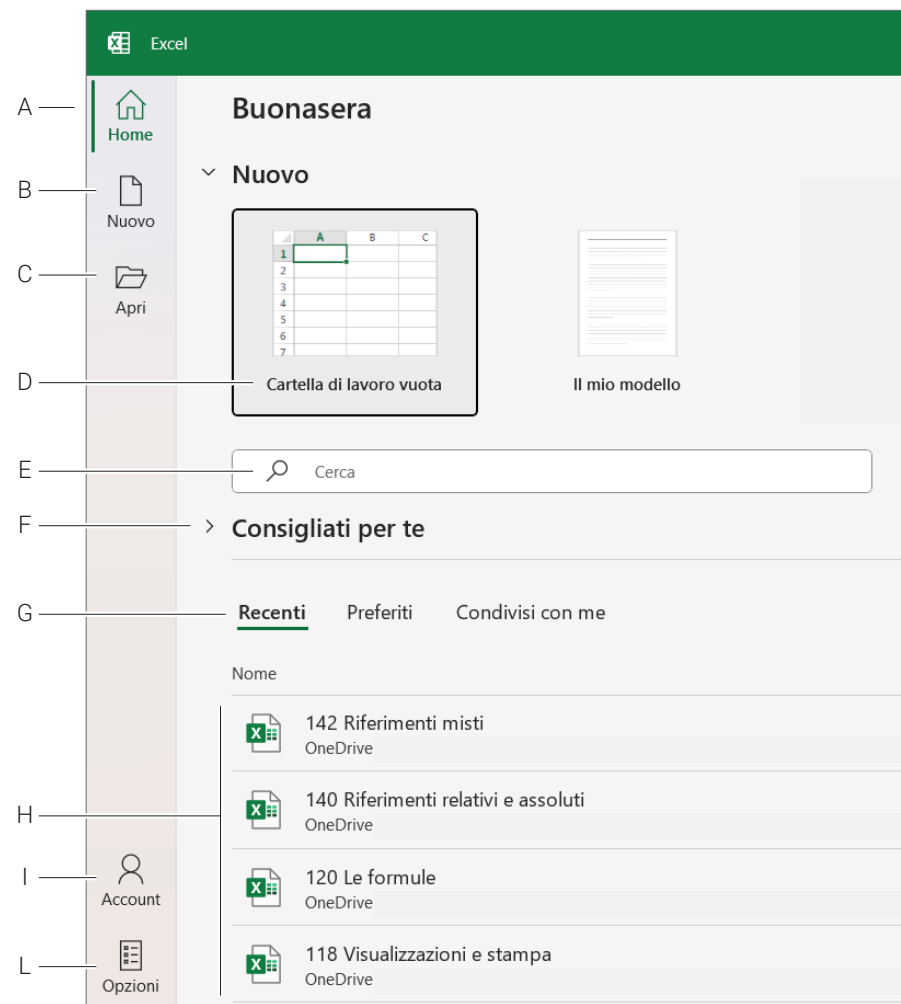 Excel
A
Home
Buonasera
B
Nuovo
Nuovo
A B C
1
2
3
4
5
6
7
C
Apri
D
Cartella di lavoro vuota
Il mio modello
E
Cerca
F
Consigliati per te
G
Recenti Preferiti Condivisi con me
Nome
H
142 Riferimenti misti
OneDrive
140 Riferimenti relativi e assoluti
OneDrive
120 Le formule
OneDrive
118 Visualizzazioni e stampa
OneDrive
I
Account
L
Opzioni